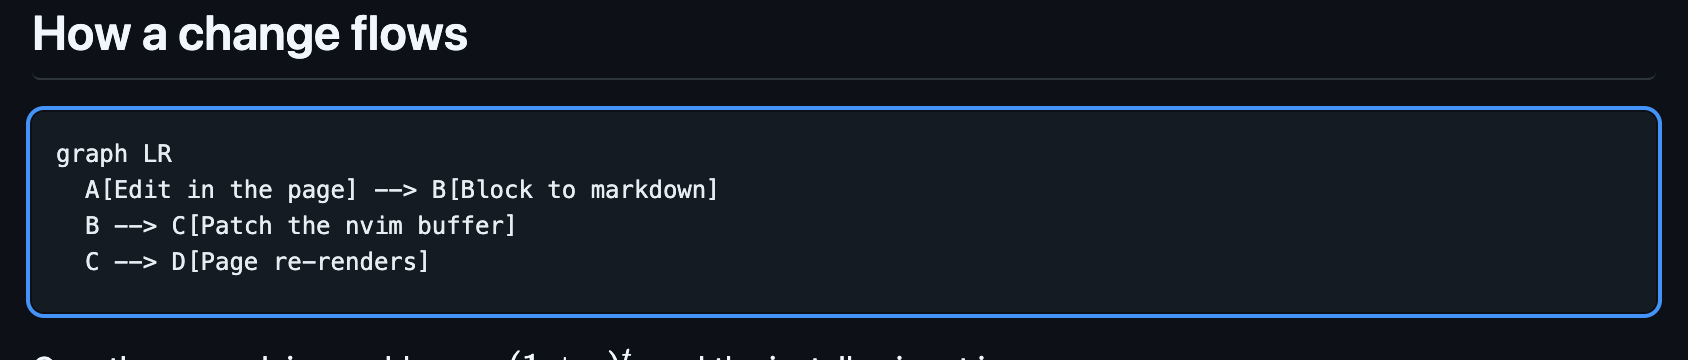 How a change flows
graph LR
A[Edit in the page] --> B[Block to markdown]
B --> C[Patch the nvim buffer]
C --> D[Page re-renders]